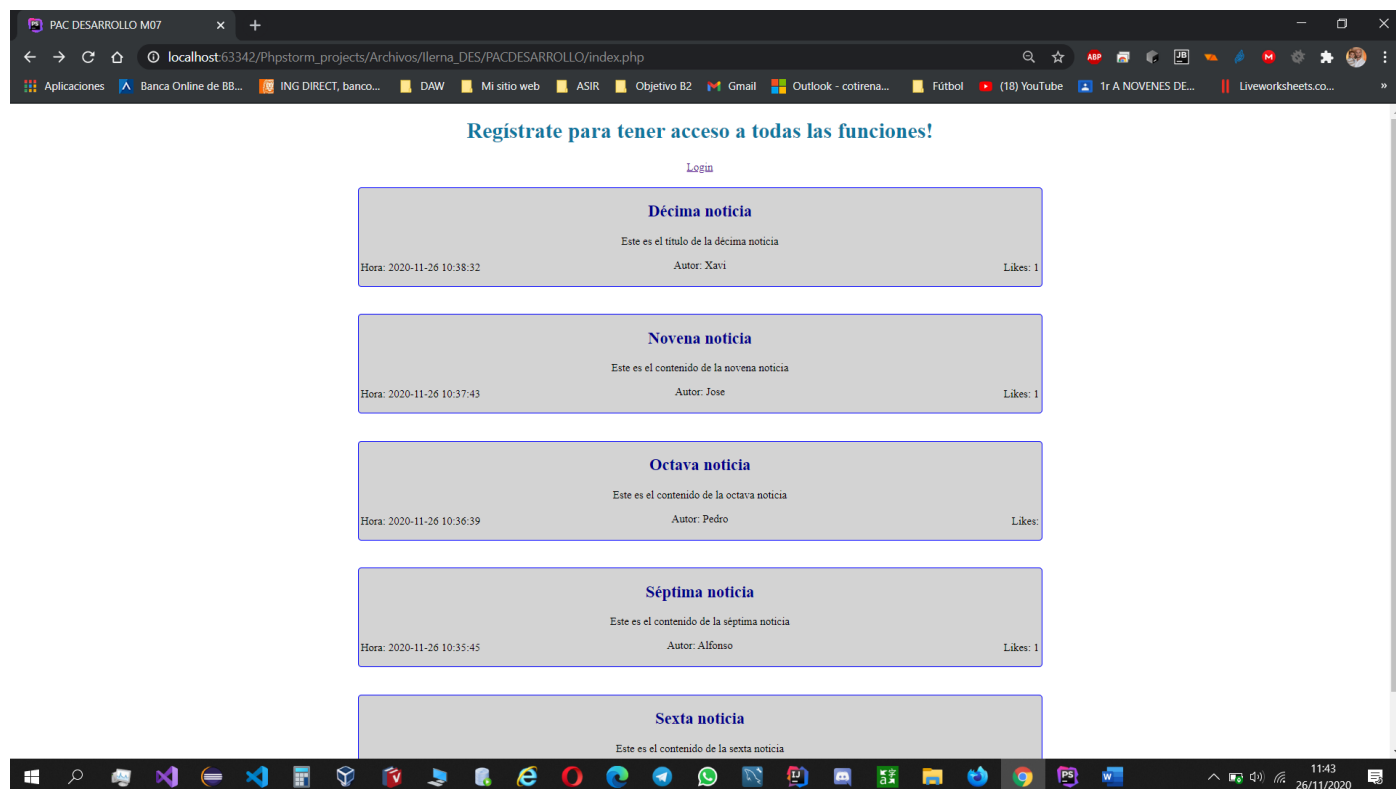 PAC DESARROLLO M07
localhost:63342/Phpstorm_projects/Archivos/Ilerna_DES/PACDESARROLLO/index.php
ABP
JB
M
Aplicaciones Banca Online de BB... ING DIRECT, banco... DAW Mi sitio web ASIR Objetivo B2 Gmail Outlook - cotirena... Fútbol (18) YouTube 1r A NOVENES DE... Liveworksheets.co... »
Regístrate para tener acceso a todas las funciones!
Login
Décima noticia
Este es el título de la décima noticia
Hora: 2020-11-26 10:38:32 Autor: Xavi Likes: 1
Novena noticia
Este es el contenido de la novena noticia
Hora: 2020-11-26 10:37:43 Autor: Jose Likes: 1
Octava noticia
Este es el contenido de la octava noticia
Hora: 2020-11-26 10:36:39 Autor: Pedro Likes:
Séptima noticia
Este es el contenido de la séptima noticia
Hora: 2020-11-26 10:35:45 Autor: Alfonso Likes: 1
Sexta noticia
Este es el contenido de la sexta noticia
PS
W
11:43
26/11/2020